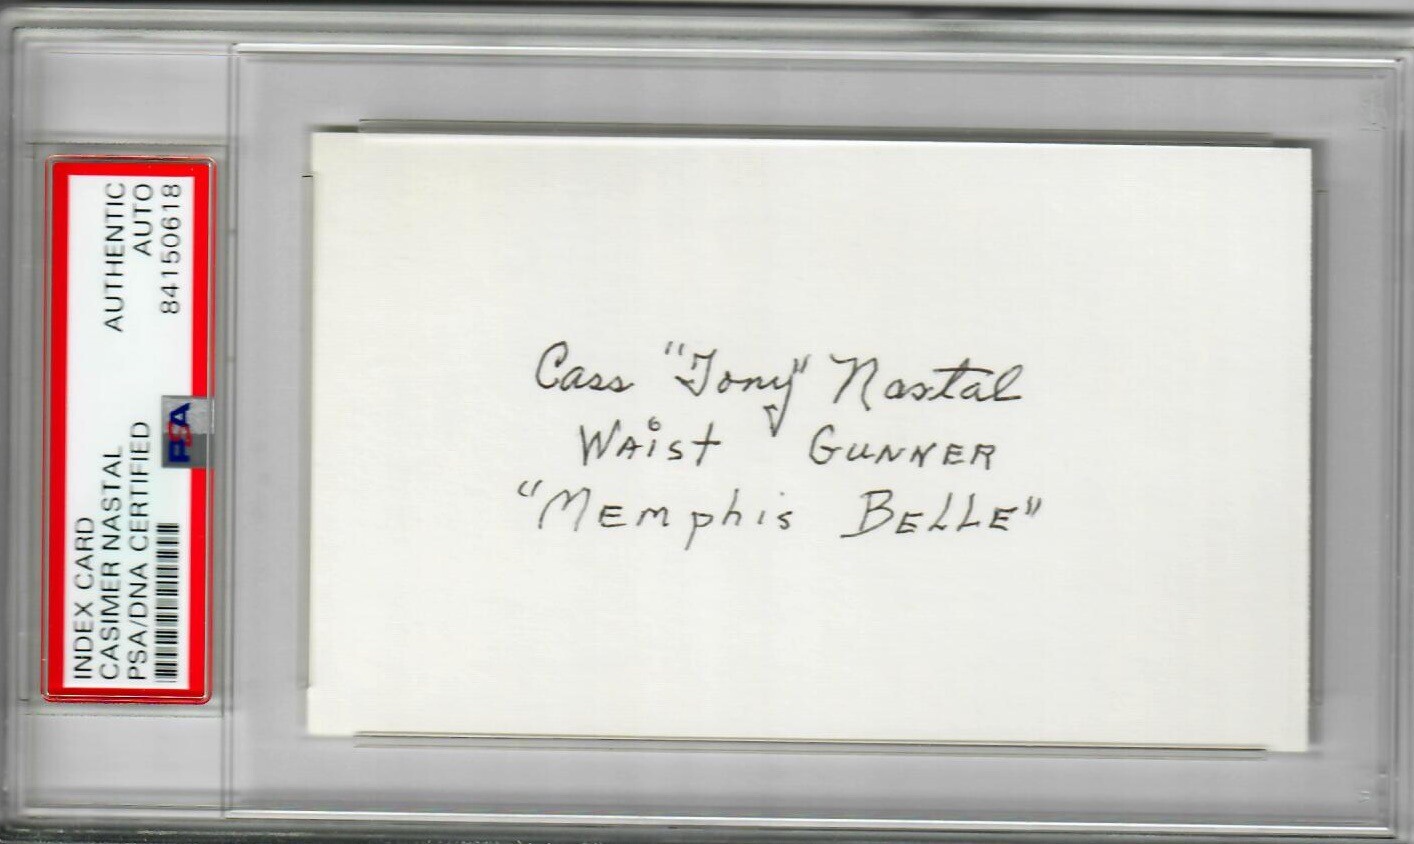 INDEX CARD
CASIMER NASTAL
PSA/DNA CERTIFIED
AUTHENTIC
AUTO
84150618
PSA
Cass "Tony" Nastal
WAist GUNNER
"MEmphis BELLE"